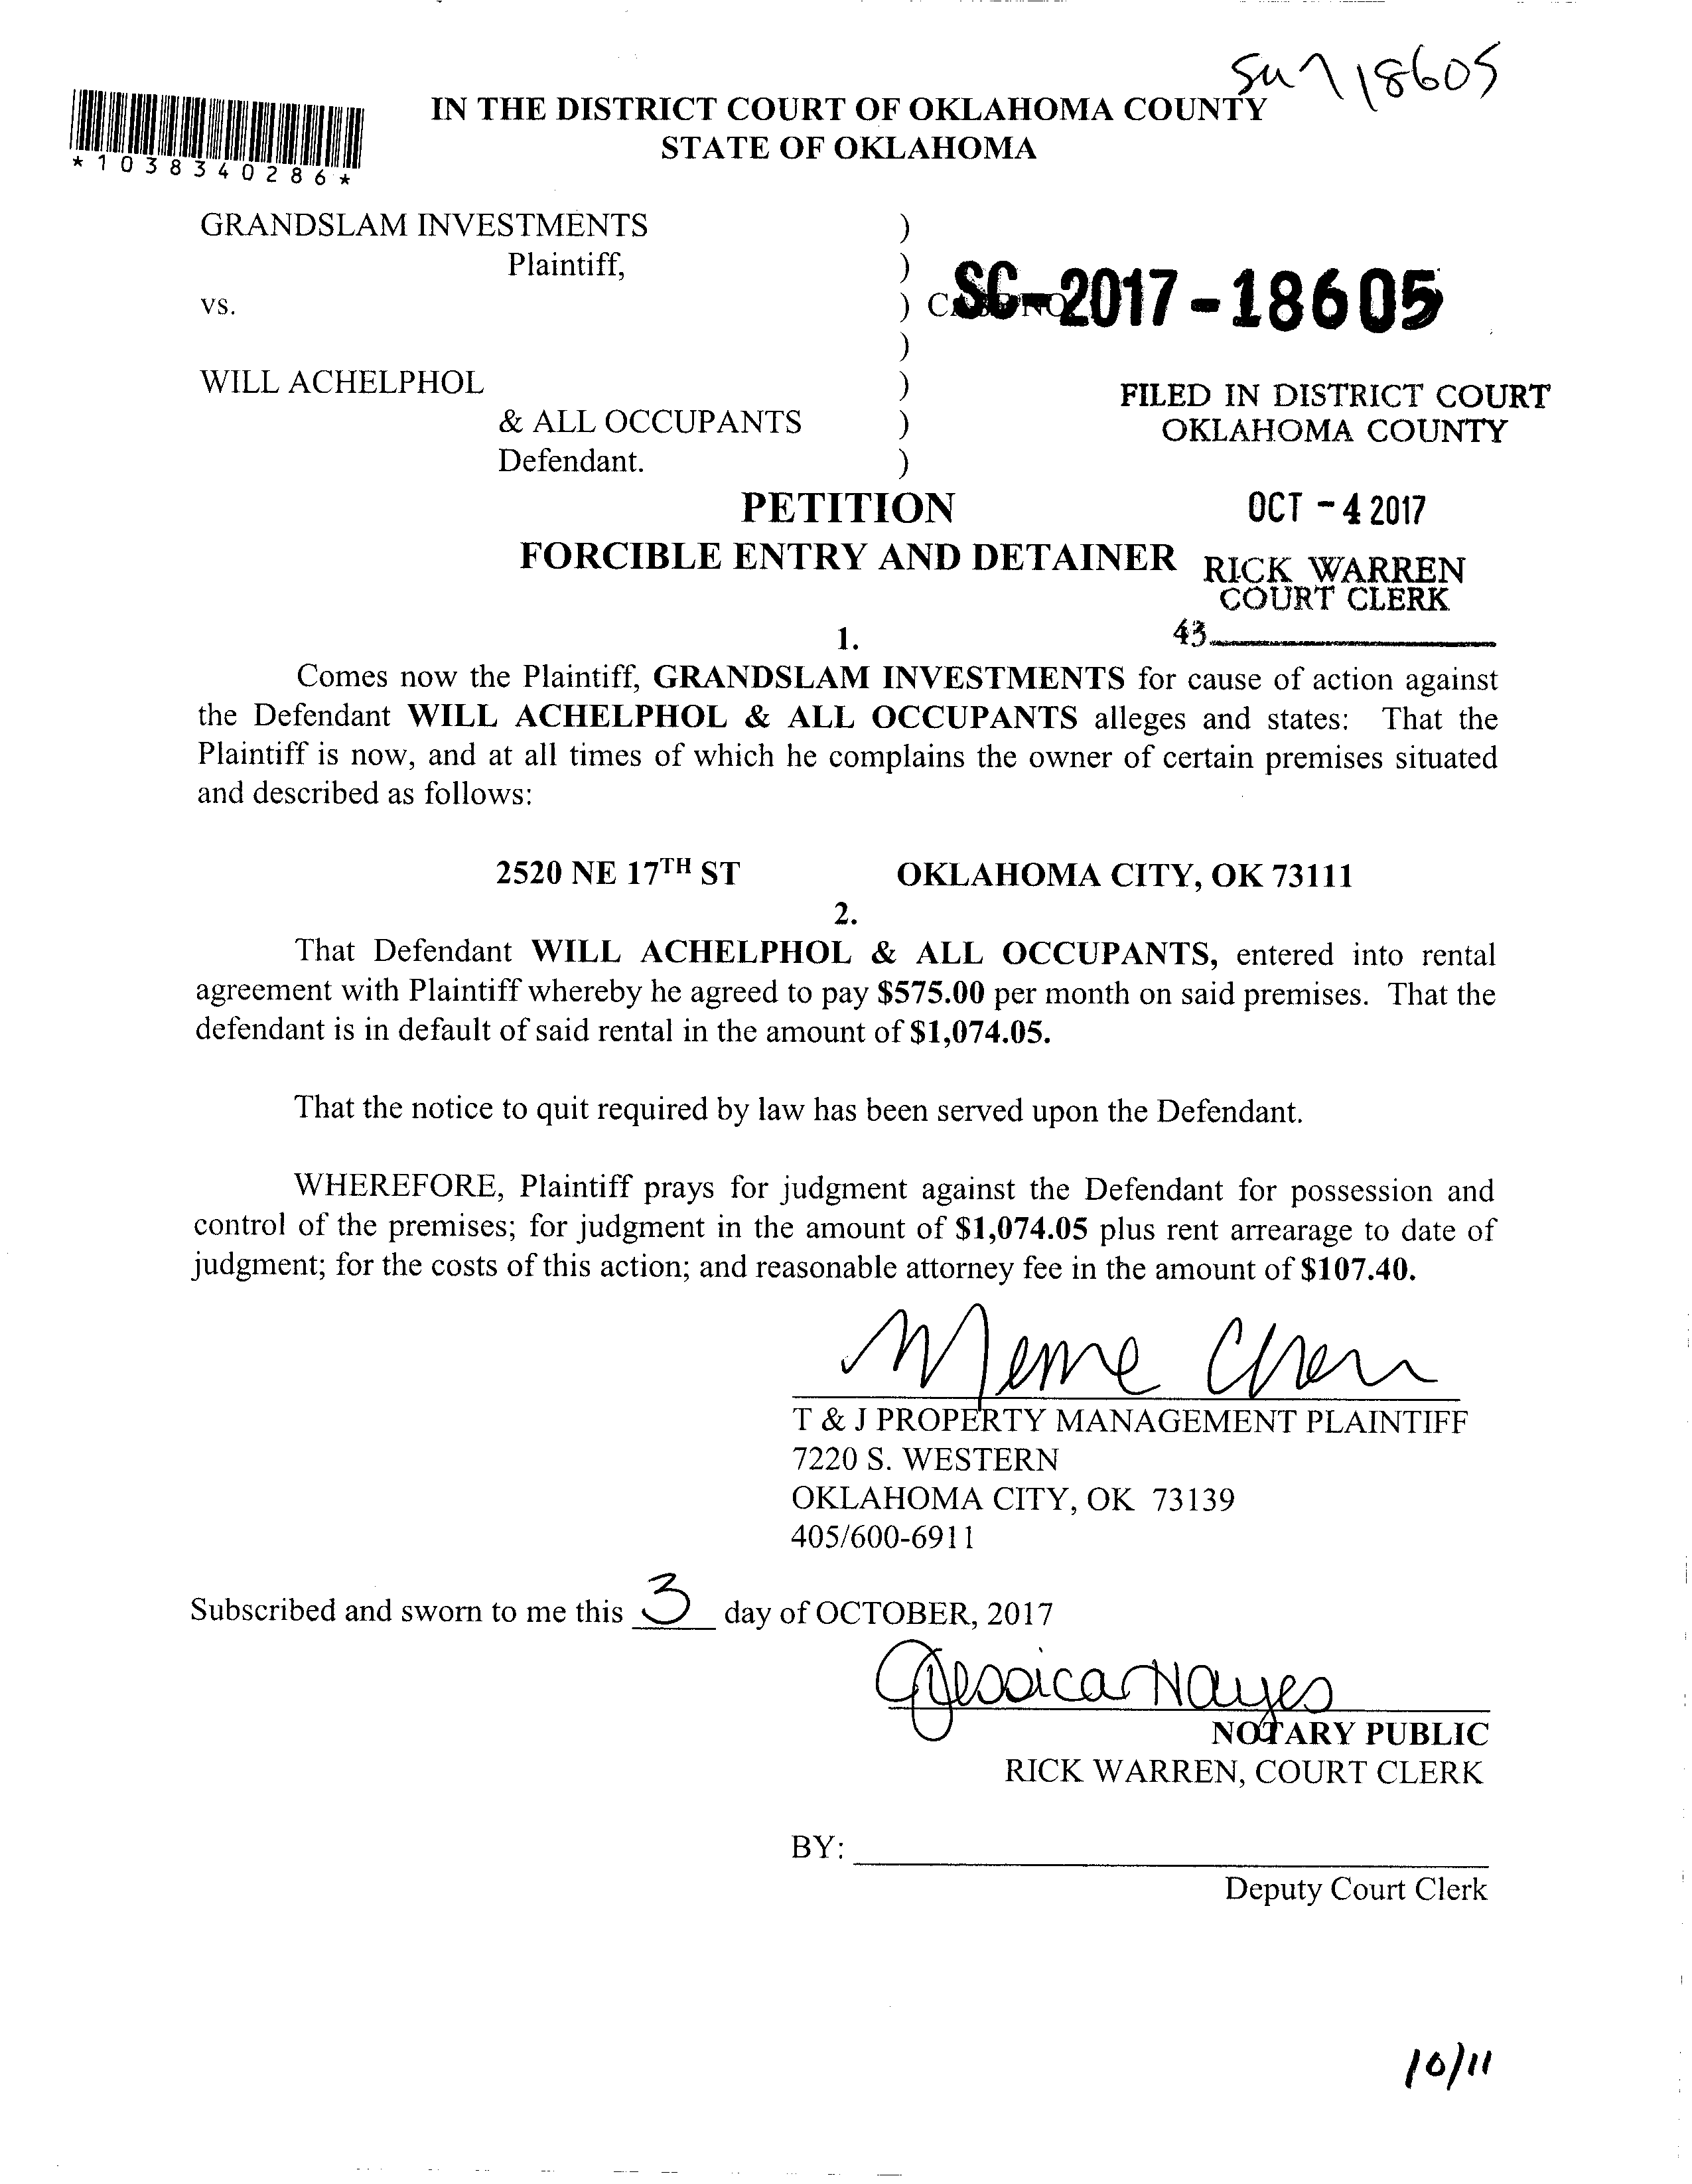 Su 7 18605
*1038340286*
IN THE DISTRICT COURT OF OKLAHOMA COUNTY
STATE OF OKLAHOMA
GRANDSLAM INVESTMENTS )
Plaintiff, )
vs. ) SC-2017-18605
)
WILL ACHELPHOL )
& ALL OCCUPANTS )
Defendant. )
FILED IN DISTRICT COURT
OKLAHOMA COUNTY
OCT - 4 2017
RICK WARREN
COURT CLERK
43
PETITION
FORCIBLE ENTRY AND DETAINER
1.
Comes now the Plaintiff, GRANDSLAM INVESTMENTS for cause of action against
the Defendant WILL ACHELPHOL & ALL OCCUPANTS alleges and states: That the
Plaintiff is now, and at all times of which he complains the owner of certain premises situated
and described as follows:
2520 NE 17TH ST OKLAHOMA CITY, OK 73111
2.
That Defendant WILL ACHELPHOL & ALL OCCUPANTS, entered into rental
agreement with Plaintiff whereby he agreed to pay $575.00 per month on said premises. That the
defendant is in default of said rental in the amount of $1,074.05.
That the notice to quit required by law has been served upon the Defendant.
WHEREFORE, Plaintiff prays for judgment against the Defendant for possession and
control of the premises; for judgment in the amount of $1,074.05 plus rent arrearage to date of
judgment; for the costs of this action; and reasonable attorney fee in the amount of $107.40.
Meme Chen
T & J PROPERTY MANAGEMENT PLAINTIFF
7220 S. WESTERN
OKLAHOMA CITY, OK 73139
405/600-6911
Subscribed and sworn to me this 3 day of OCTOBER, 2017
Jessica Hayes
NOTARY PUBLIC
RICK WARREN, COURT CLERK
BY:
Deputy Court Clerk
10/11